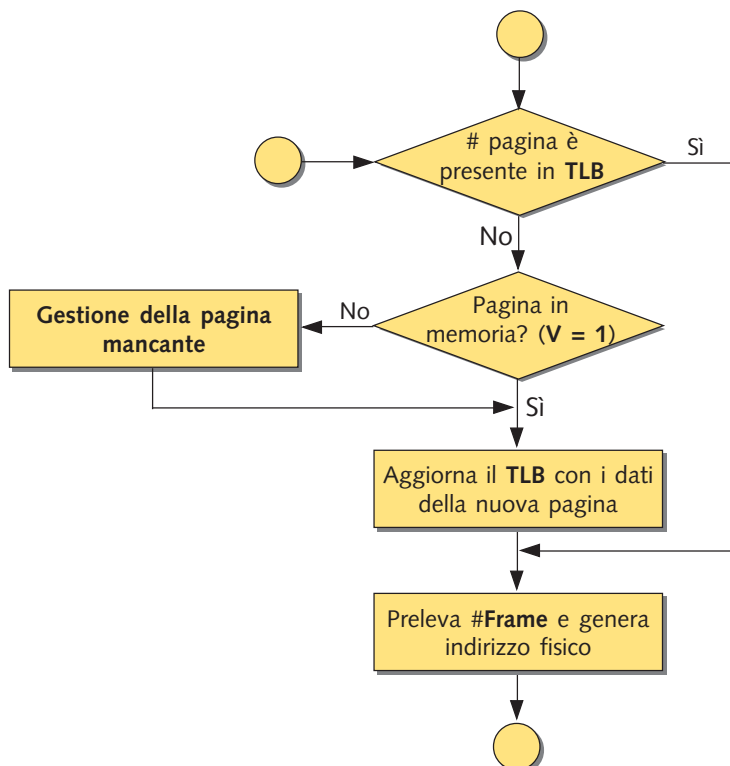 # pagina è
presente in TLB
Sì
No
Pagina in
memoria? (V = 1)
No
Gestione della pagina
mancante
Sì
Aggiorna il TLB con i dati
della nuova pagina
Preleva #Frame e genera
indirizzo fisico